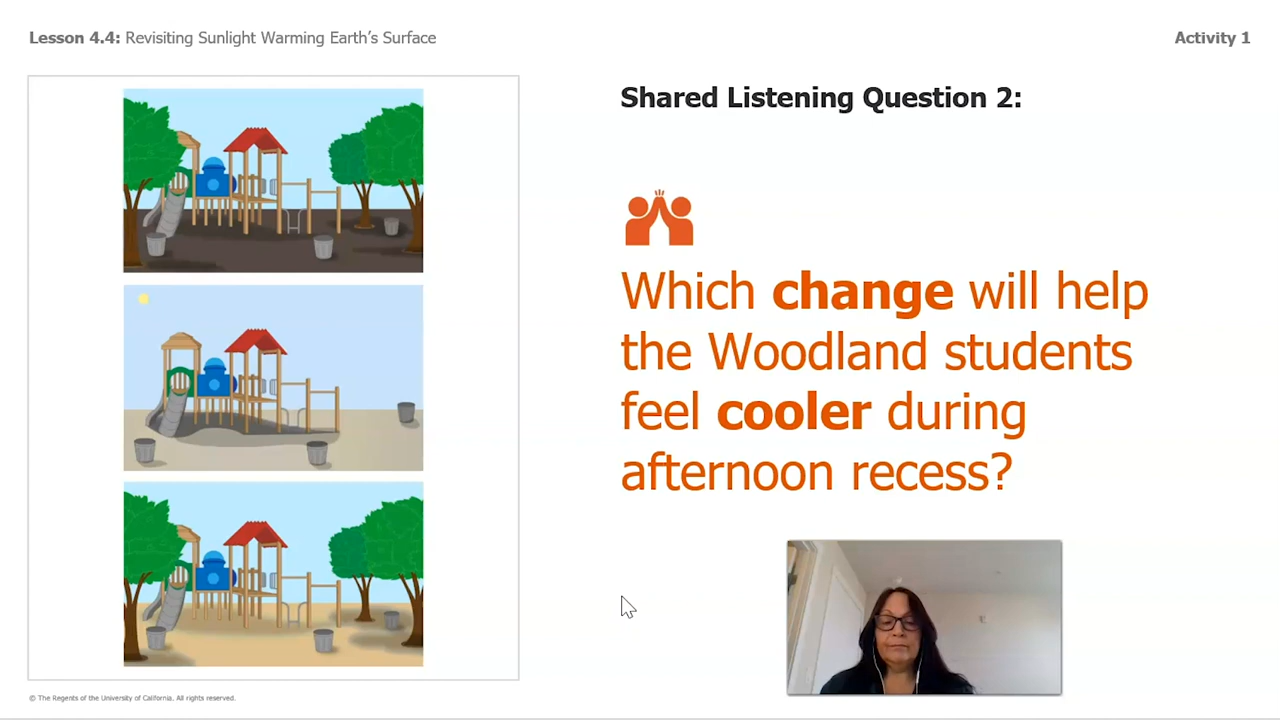 Lesson 4.4: Revisiting Sunlight Warming Earth's Surface
Activity 1
Shared Listening Question 2:
Which change will help
the Woodland students
feel cooler during
afternoon recess?
© The Regents of the University of California. All rights reserved.